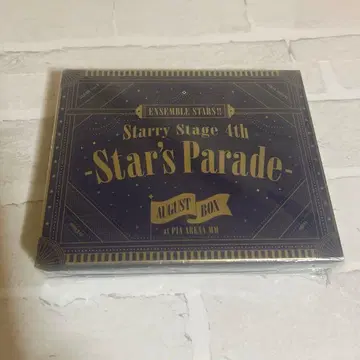 ENSEMBLE STARS!!
Starry Stage 4th
-Star's Parade-
AUGUST BOX
at PIA ARENA MM